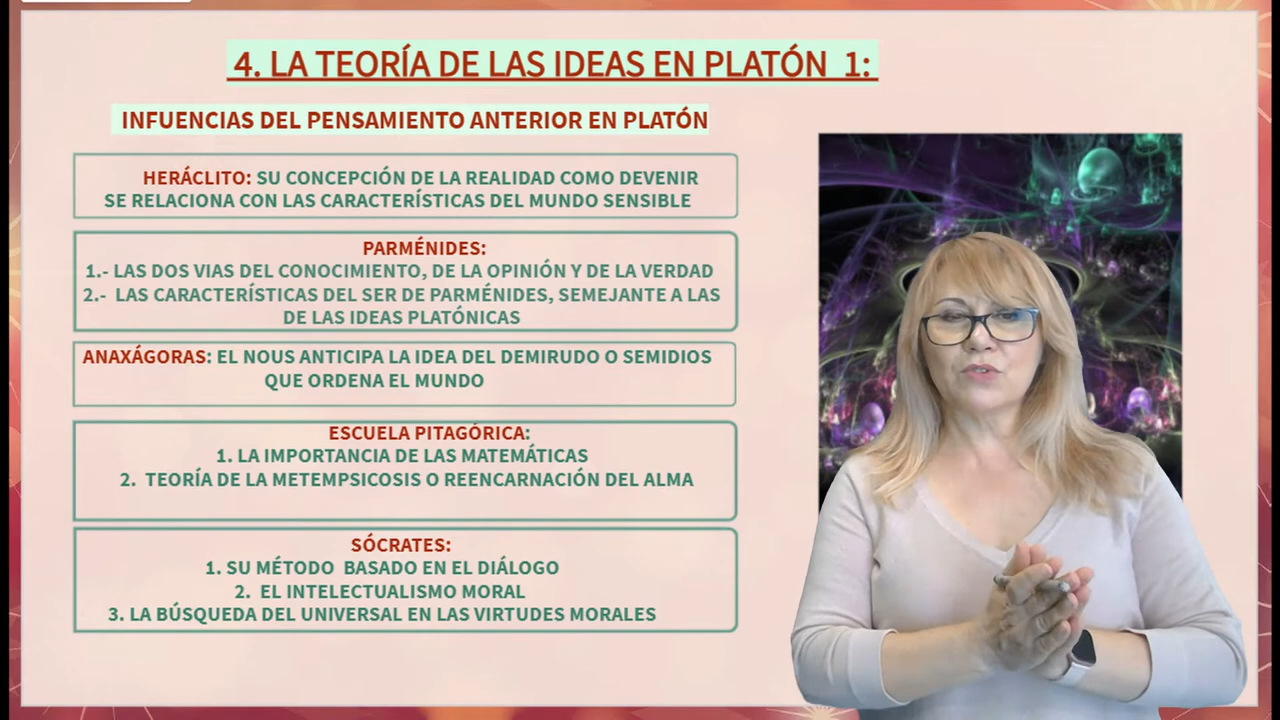 4. LA TEORÍA DE LAS IDEAS EN PLATÓN 1:
INFUENCIAS DEL PENSAMIENTO ANTERIOR EN PLATÓN
HERÁCLITO: SU CONCEPCIÓN DE LA REALIDAD COMO DEVENIR
SE RELACIONA CON LAS CARACTERÍSTICAS DEL MUNDO SENSIBLE
PARMÉNIDES:
1.- LAS DOS VIAS DEL CONOCIMIENTO, DE LA OPINIÓN Y DE LA VERDAD
2.- LAS CARACTERÍSTICAS DEL SER DE PARMÉNIDES, SEMEJANTE A LAS
DE LAS IDEAS PLATÓNICAS
ANAXÁGORAS: EL NOUS ANTICIPA LA IDEA DEL DEMIRUDO O SEMIDIOS
QUE ORDENA EL MUNDO
ESCUELA PITAGÓRICA:
1. LA IMPORTANCIA DE LAS MATEMÁTICAS
2. TEORÍA DE LA METEMPSICOSIS O REENCARNACIÓN DEL ALMA
SÓCRATES:
1. SU MÉTODO BASADO EN EL DIÁLOGO
2. EL INTELECTUALISMO MORAL
3. LA BÚSQUEDA DEL UNIVERSAL EN LAS VIRTUDES MORALES